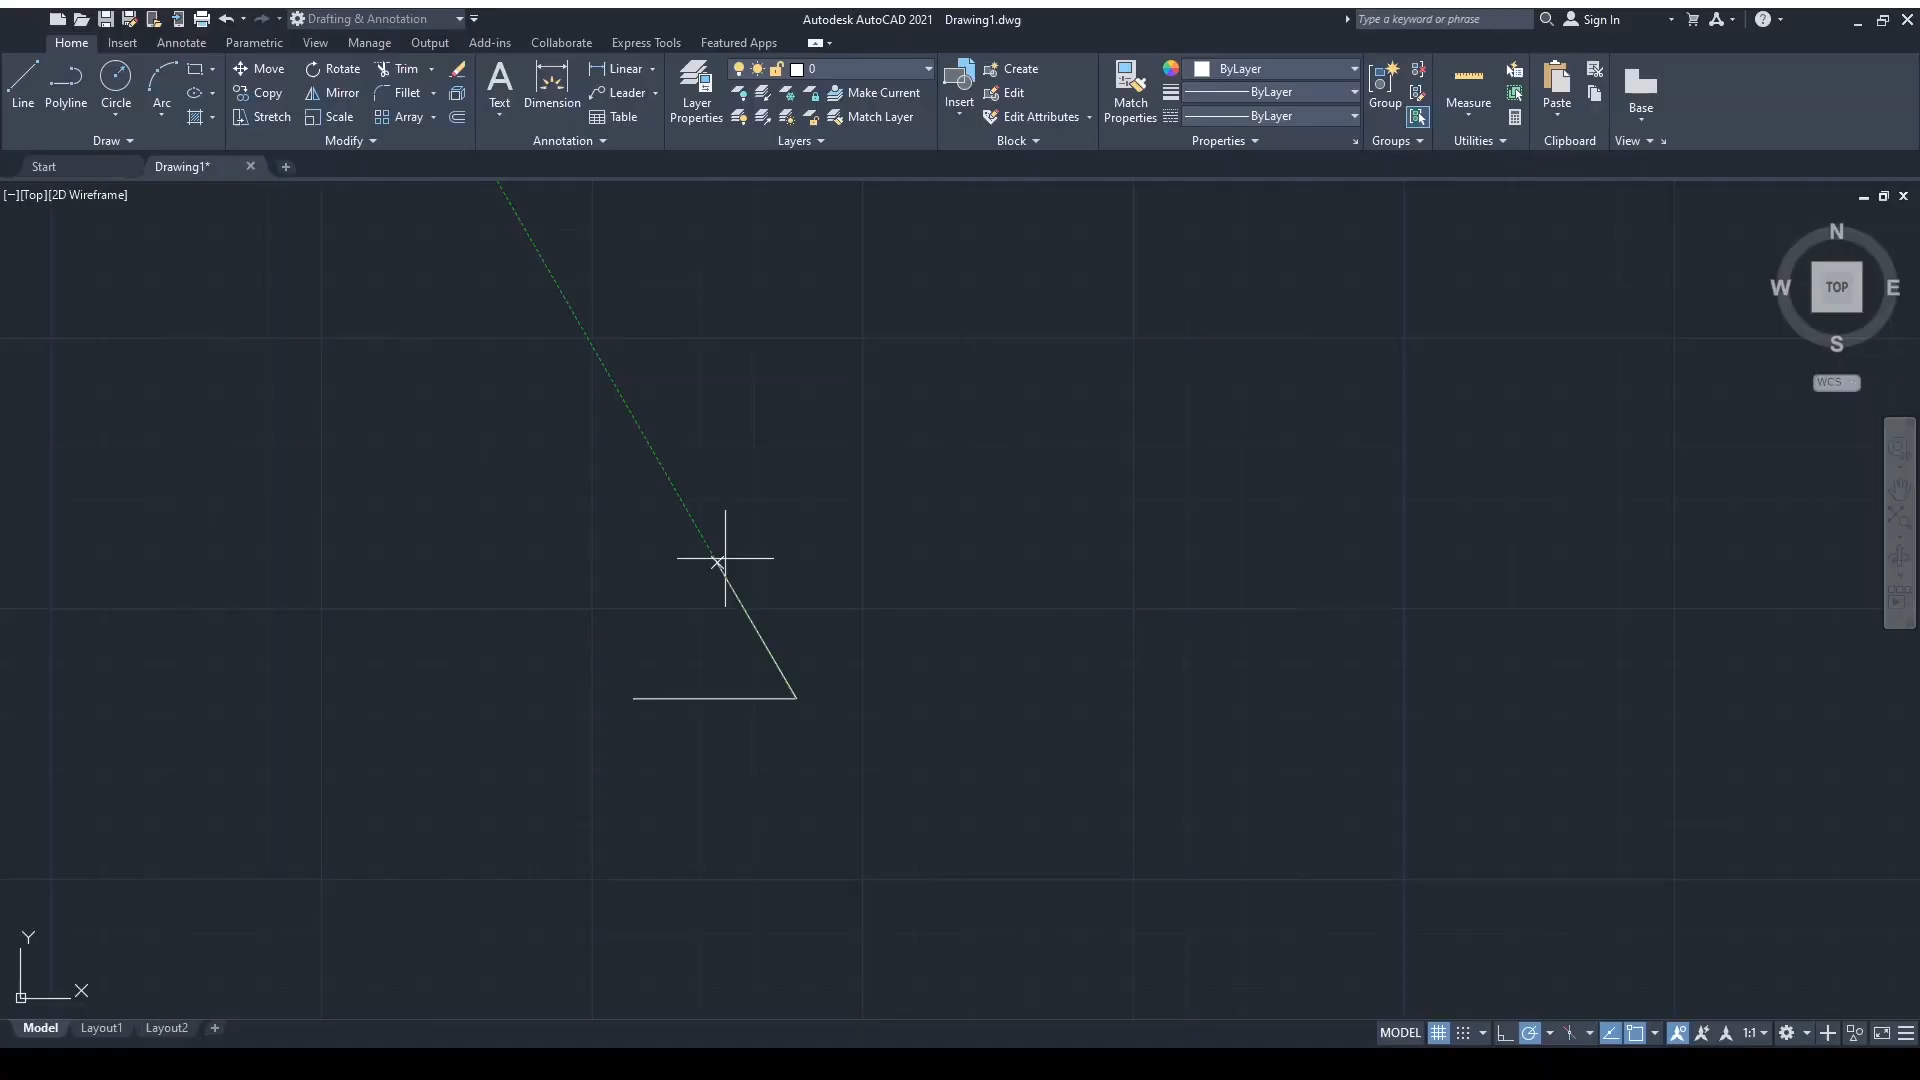 Drafting & Annotation
Autodesk AutoCAD 2021 Drawing1.dwg
Type a keyword or phrase
Sign In
Home Insert Annotate Parametric View Manage Output Add-ins Collaborate Express Tools Featured Apps
Line Polyline Circle Arc
Move Rotate Trim
Copy Mirror Fillet
Stretch Scale Array
Text Dimension
Linear
Leader
Table
Layer Properties
0
Make Current
Match Layer
Insert
Create
Edit
Edit Attributes
Match Properties
ByLayer
ByLayer
ByLayer
Group Measure Paste Base
Draw Modify Annotation Layers Block Properties Groups Utilities Clipboard View
Start Drawing1*
[−][Top][2D Wireframe]
N
W TOP E
S
WCS
Y
X
Model Layout1 Layout2
MODEL 1:1